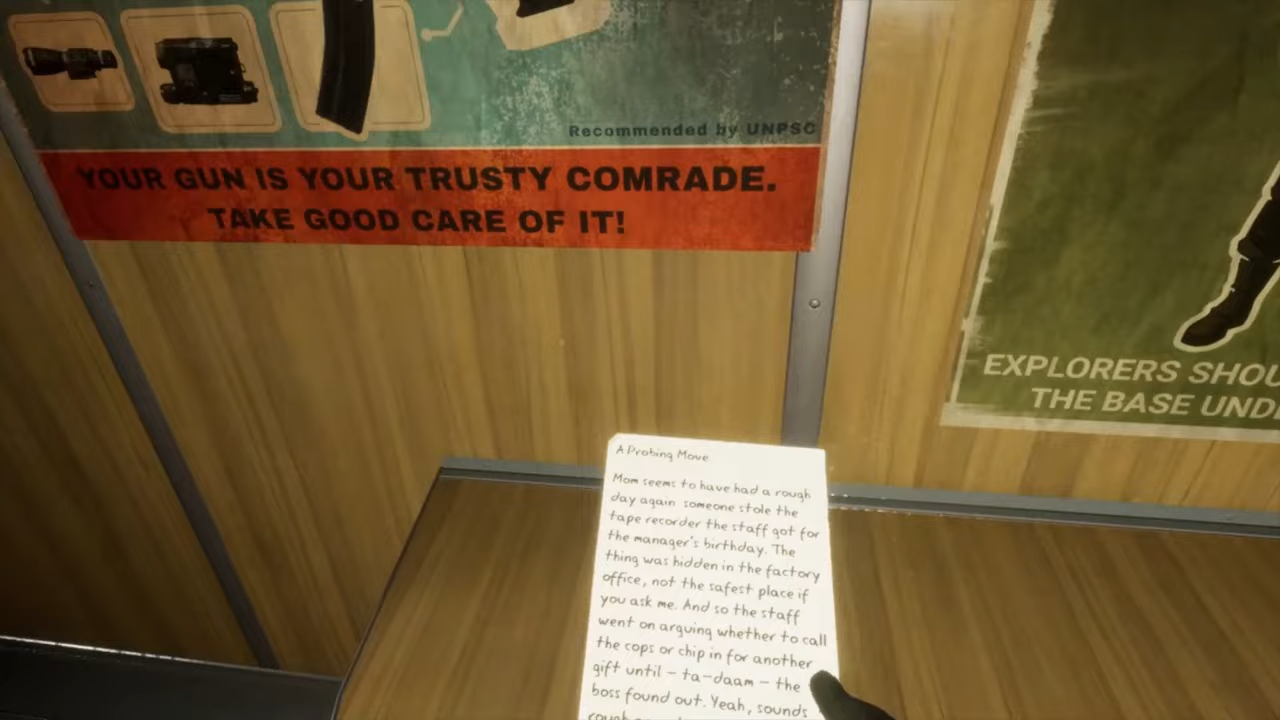 Recommended by UNPSC
YOUR GUN IS YOUR TRUSTY COMRADE.
TAKE GOOD CARE OF IT!
EXPLORERS SHOU
THE BASE UND
A Probing Move
Mom seems to have had a rough
day again someone stole the
tape recorder the staff got for
the manager's birthday. The
thing was hidden in the factory
office, not the safest place if
you ask me. And so the staff
went on arguing whether to call
the cops or chip in for another
gift until – ta-daam – the
boss found out. Yeah, sounds
rough